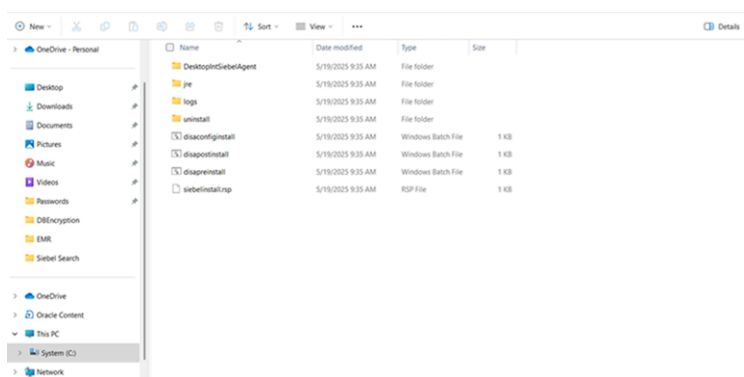 New Sort View ... Details
OneDrive - Personal
Desktop
Downloads
Documents
Pictures
Music
Videos
Passwords
DBEncryption
EMR
Siebel Search
OneDrive
Oracle Content
This PC
System (C:)
Network
Name Date modified Type Size
DesktopIntSiebelAgent 5/19/2025 9:35 AM File folder
jre 5/19/2025 9:35 AM File folder
logs 5/19/2025 9:35 AM File folder
uninstall 5/19/2025 9:35 AM File folder
disaconfiginstall 5/19/2025 9:35 AM Windows Batch File 1 KB
disapostinstall 5/19/2025 9:35 AM Windows Batch File 1 KB
disapreinstall 5/19/2025 9:35 AM Windows Batch File 1 KB
siebelinstall.rsp 5/19/2025 9:35 AM RSP File 1 KB